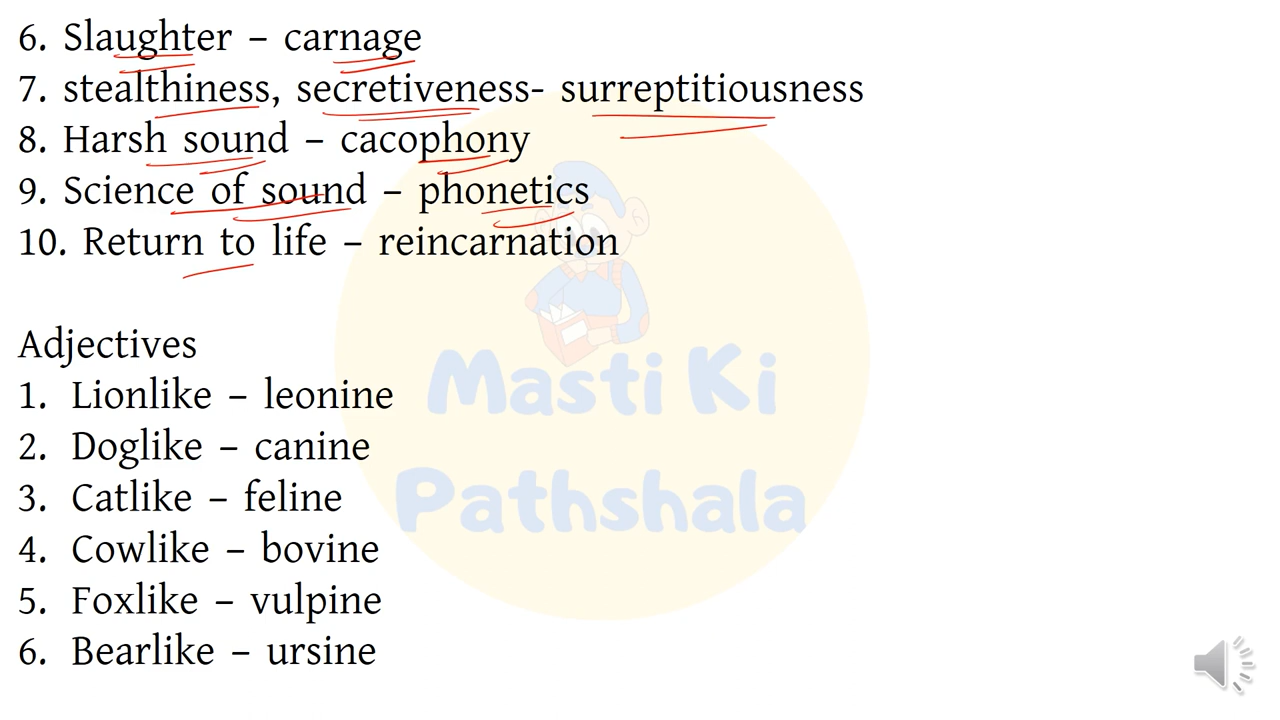 6. Slaughter – carnage
7. stealthiness, secretiveness- surreptitiousness
8. Harsh sound – cacophony
9. Science of sound – phonetics
10. Return to life – reincarnation
Adjectives
1. Lionlike – leonine
2. Doglike – canine
3. Catlike – feline
4. Cowlike – bovine
5. Foxlike – vulpine
6. Bearlike – ursine
Masti Ki
Pathshala